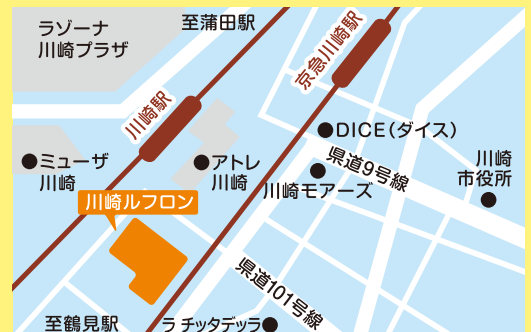 ラゾーナ
川崎プラザ
至蒲田駅
京急川崎駅
川崎駅
DICE(ダイス)
ミューザ
川崎
アトレ
川崎
県道9号線
川崎モアーズ
川崎
市役所
川崎ルフロン
県道101号線
至鶴見駅
ラ チッタデッラ